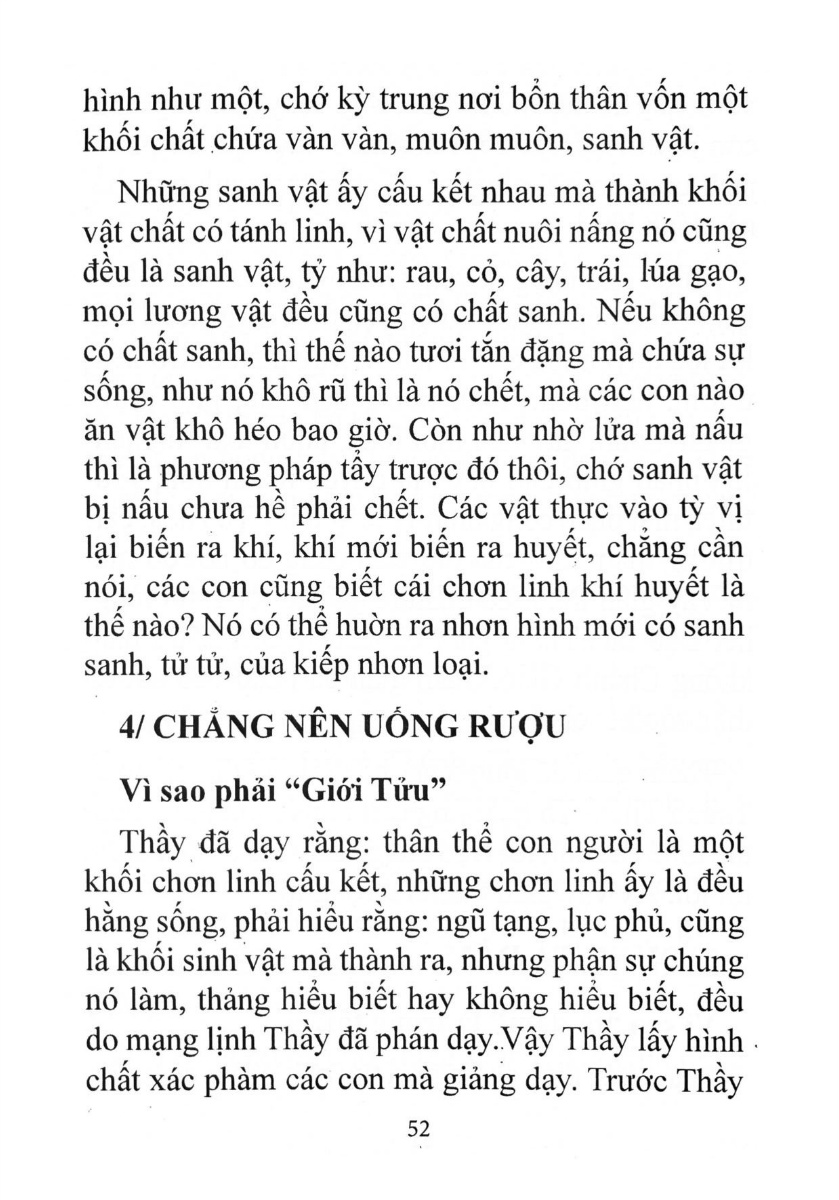 hình như một, chớ kỳ trung nơi bổn thân vốn một
khối chất chứa vàn vàn, muôn muôn, sanh vật.
Những sanh vật ấy cấu kết nhau mà thành khối
vật chất có tánh linh, vì vật chất nuôi nấng nó cũng
đều là sanh vật, tỷ như: rau, cỏ, cây, trái, lúa gạo,
mọi lương vật đều cũng có chất sanh. Nếu không
có chất sanh, thì thế nào tươi tắn đặng mà chứa sự
sống, như nó khô rũ thì là nó chết, mà các con nào
ăn vật khô héo bao giờ. Còn như nhờ lửa mà nấu
thì là phương pháp tẩy trược đó thôi, chớ sanh vật
bị nấu chưa hề phải chết. Các vật thực vào tỳ vị
lại biến ra khí, khí mới biến ra huyết, chẳng cần
nói, các con cũng biết cái chơn linh khí huyết là
thế nào? Nó có thể huờn ra nhơn hình mới có sanh
sanh, tử tử, của kiếp nhơn loại.
4/ CHẲNG NÊN UỐNG RƯỢU
Vì sao phải “Giới Tửu”
Thầy đã dạy rằng: thân thể con người là một
khối chơn linh cấu kết, những chơn linh ấy là đều
hằng sống, phải hiểu rằng: ngũ tạng, lục phủ, cũng
là khối sinh vật mà thành ra, nhưng phận sự chúng
nó làm, thảng hiểu biết hay không hiểu biết, đều
do mạng lịnh Thầy đã phán dạy. Vậy Thầy lấy hình
chất xác phàm các con mà giảng dạy. Trước Thầy
52